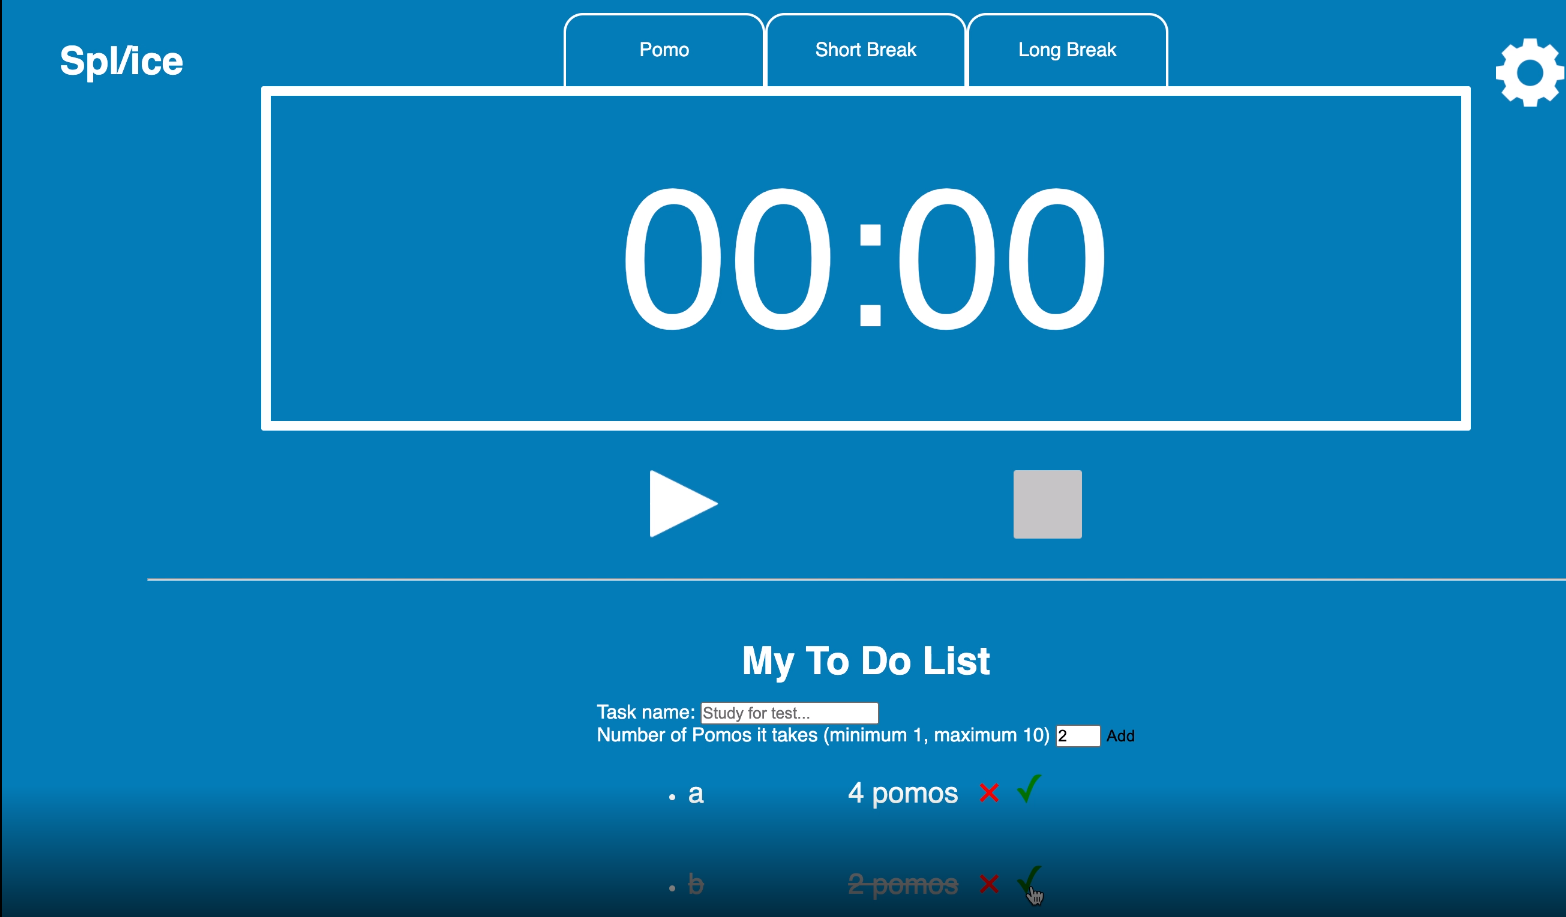 Spl/ice
Pomo
Short Break
Long Break
00:00
My To Do List
Task name: Study for test...
Number of Pomos it takes (minimum 1, maximum 10) 2 Add
a 4 pomos
b 2 pomos